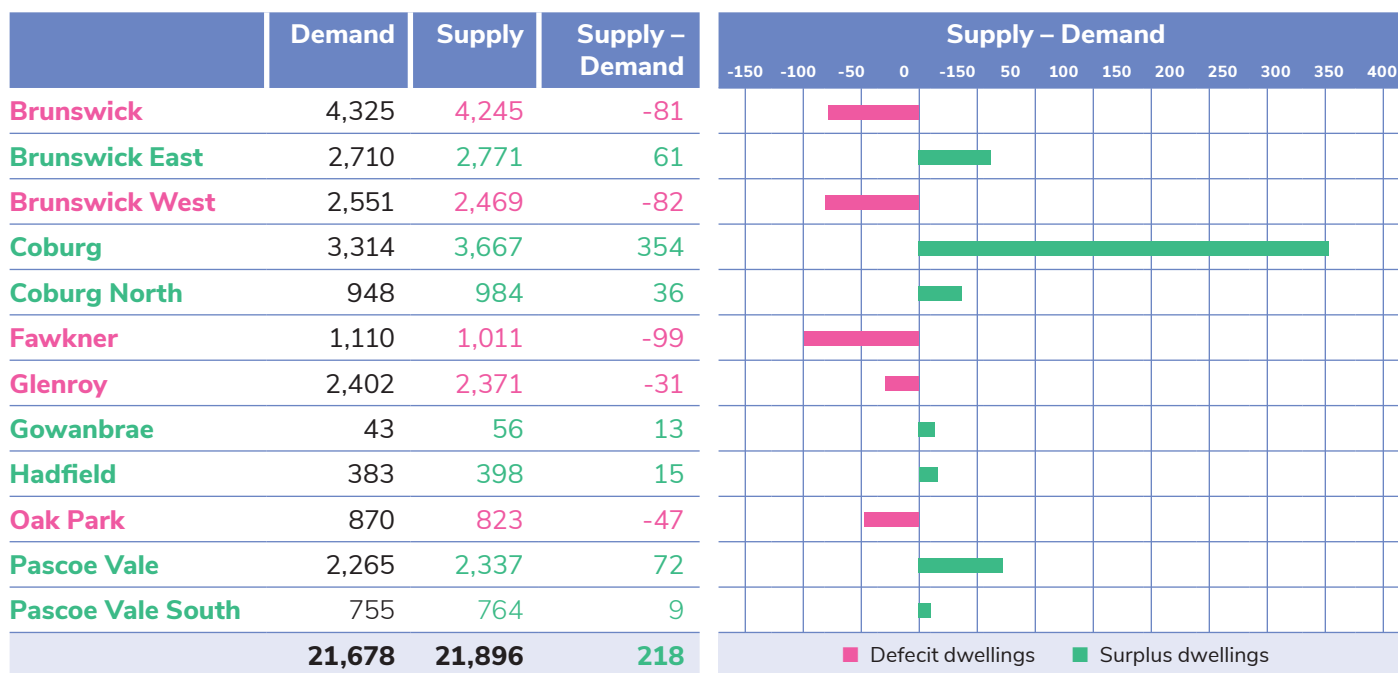 Demand Supply Supply –
Demand
Supply – Demand
-150 -100 -50 0 -150 50 100 150 200 250 300 350 400
Brunswick 4,325 4,245 -81
Brunswick East 2,710 2,771 61
Brunswick West 2,551 2,469 -82
Coburg 3,314 3,667 354
Coburg North 948 984 36
Fawkner 1,110 1,011 -99
Glenroy 2,402 2,371 -31
Gowanbrae 43 56 13
Hadfield 383 398 15
Oak Park 870 823 -47
Pascoe Vale 2,265 2,337 72
Pascoe Vale South 755 764 9
21,678 21,896 218
Defecit dwellings Surplus dwellings